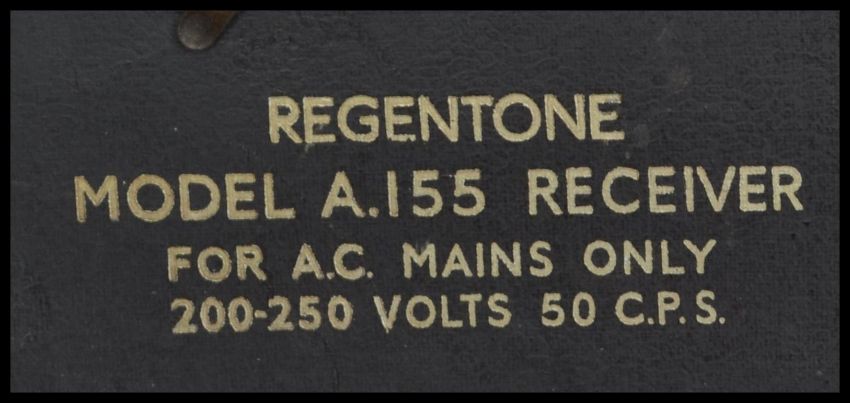 REGENTONE
MODEL A.155 RECEIVER
FOR A.C. MAINS ONLY
200-250 VOLTS 50 C.P.S.